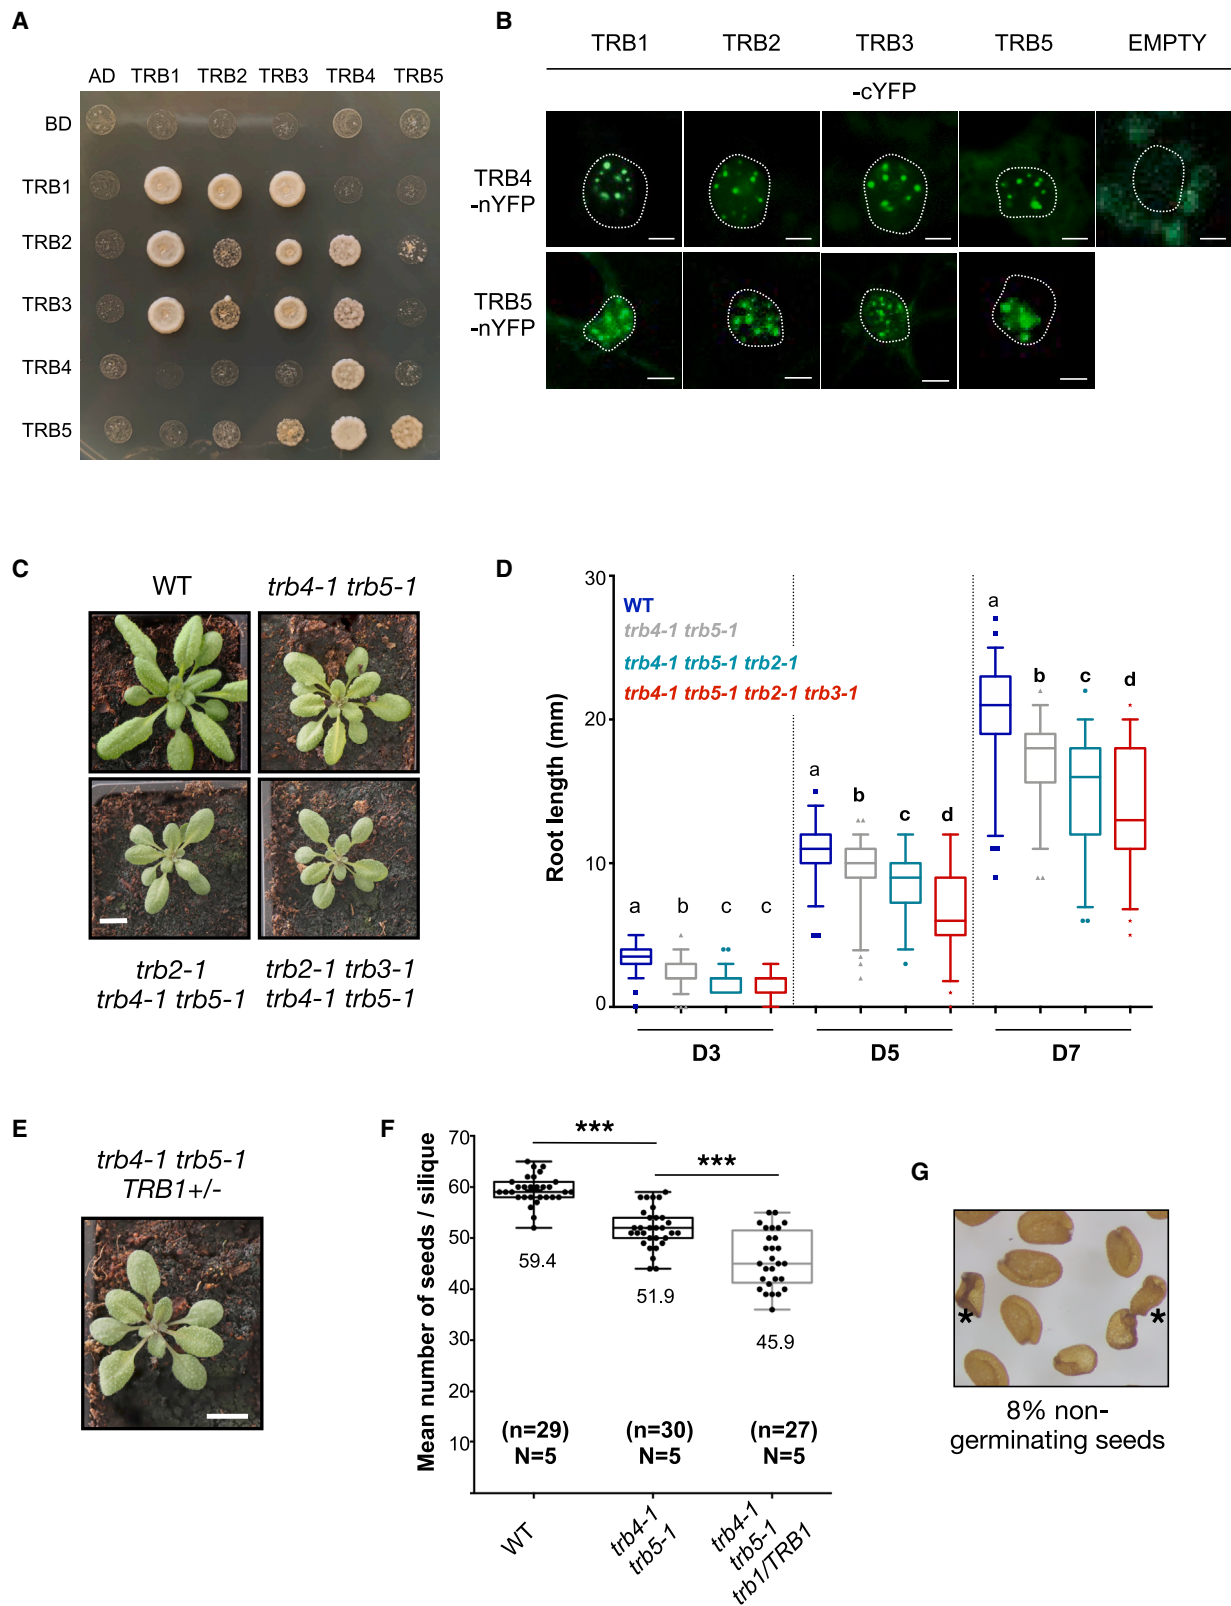 A
AD TRB1 TRB2 TRB3 TRB4 TRB5
BD
TRB1
TRB2
TRB3
TRB4
TRB5
B
TRB1 TRB2 TRB3 TRB5 EMPTY
-cYFP
TRB4
-nYFP
TRB5
-nYFP
C
WT
trb4-1 trb5-1
trb2-1
trb4-1 trb5-1
trb2-1 trb3-1
trb4-1 trb5-1
D
Root length (mm)
30
20
10
0
WT
trb4-1 trb5-1
trb4-1 trb5-1 trb2-1
trb4-1 trb5-1 trb2-1 trb3-1
a b c c
a b c d
a b c d
D3 D5 D7
E
trb4-1 trb5-1
TRB1+/-
F
Mean number of seeds / silique
70
60
50
40
30
20
10
***
***
59.4
51.9
45.9
(n=29)
N=5
(n=30)
N=5
(n=27)
N=5
WT
trb4-1
trb5-1
trb4-1
trb5-1
trb1/TRB1
G
*
*
8% non-
germinating seeds